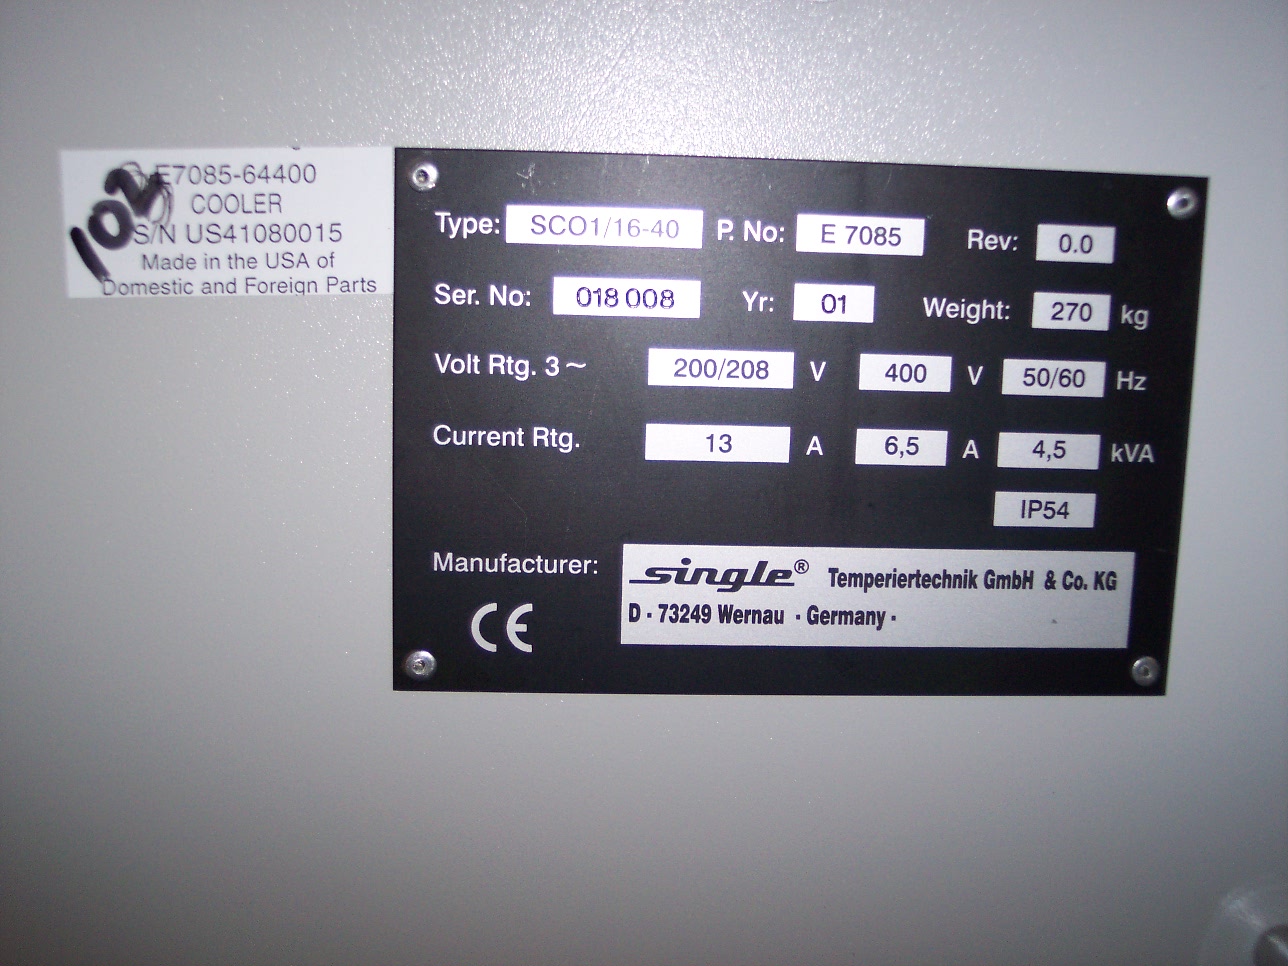 E7085-64400
COOLER
S/N US41080015
Made in the USA of
Domestic and Foreign Parts
102
Type: SCO1/16-40 P. No: E 7085 Rev: 0.0
Ser. No: 018 008 Yr: 01 Weight: 270 kg
Volt Rtg. 3~ 200/208 V 400 V 50/60 Hz
Current Rtg. 13 A 6,5 A 4,5 kVA
IP54
Manufacturer: single® Temperiertechnik GmbH & Co. KG
D · 73249 Wernau · Germany ·
CE